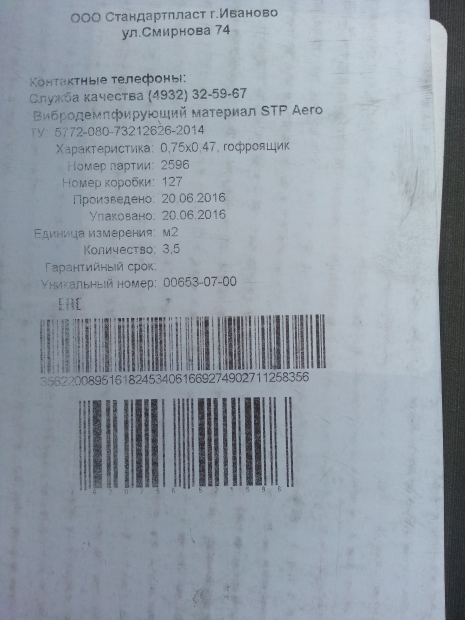 ООО Стандартпласт г.Иваново
ул.Смирнова 74
Контактные телефоны:
Служба качества (4932) 32-59-67
Вибродемпфирующий материал STP Aero
ТУ: 5772-080-73212626-2014
Характеристика: 0,75х0,47, гофроящик
Номер партии: 2596
Номер коробки: 127
Произведено: 20.06.2016
Упаковано: 20.06.2016
Единица измерения: м2
Количество: 3,5
Гарантийный срок:
Уникальный номер: 00653-07-00
ЕАС
3562200895161824534061669274902711258356